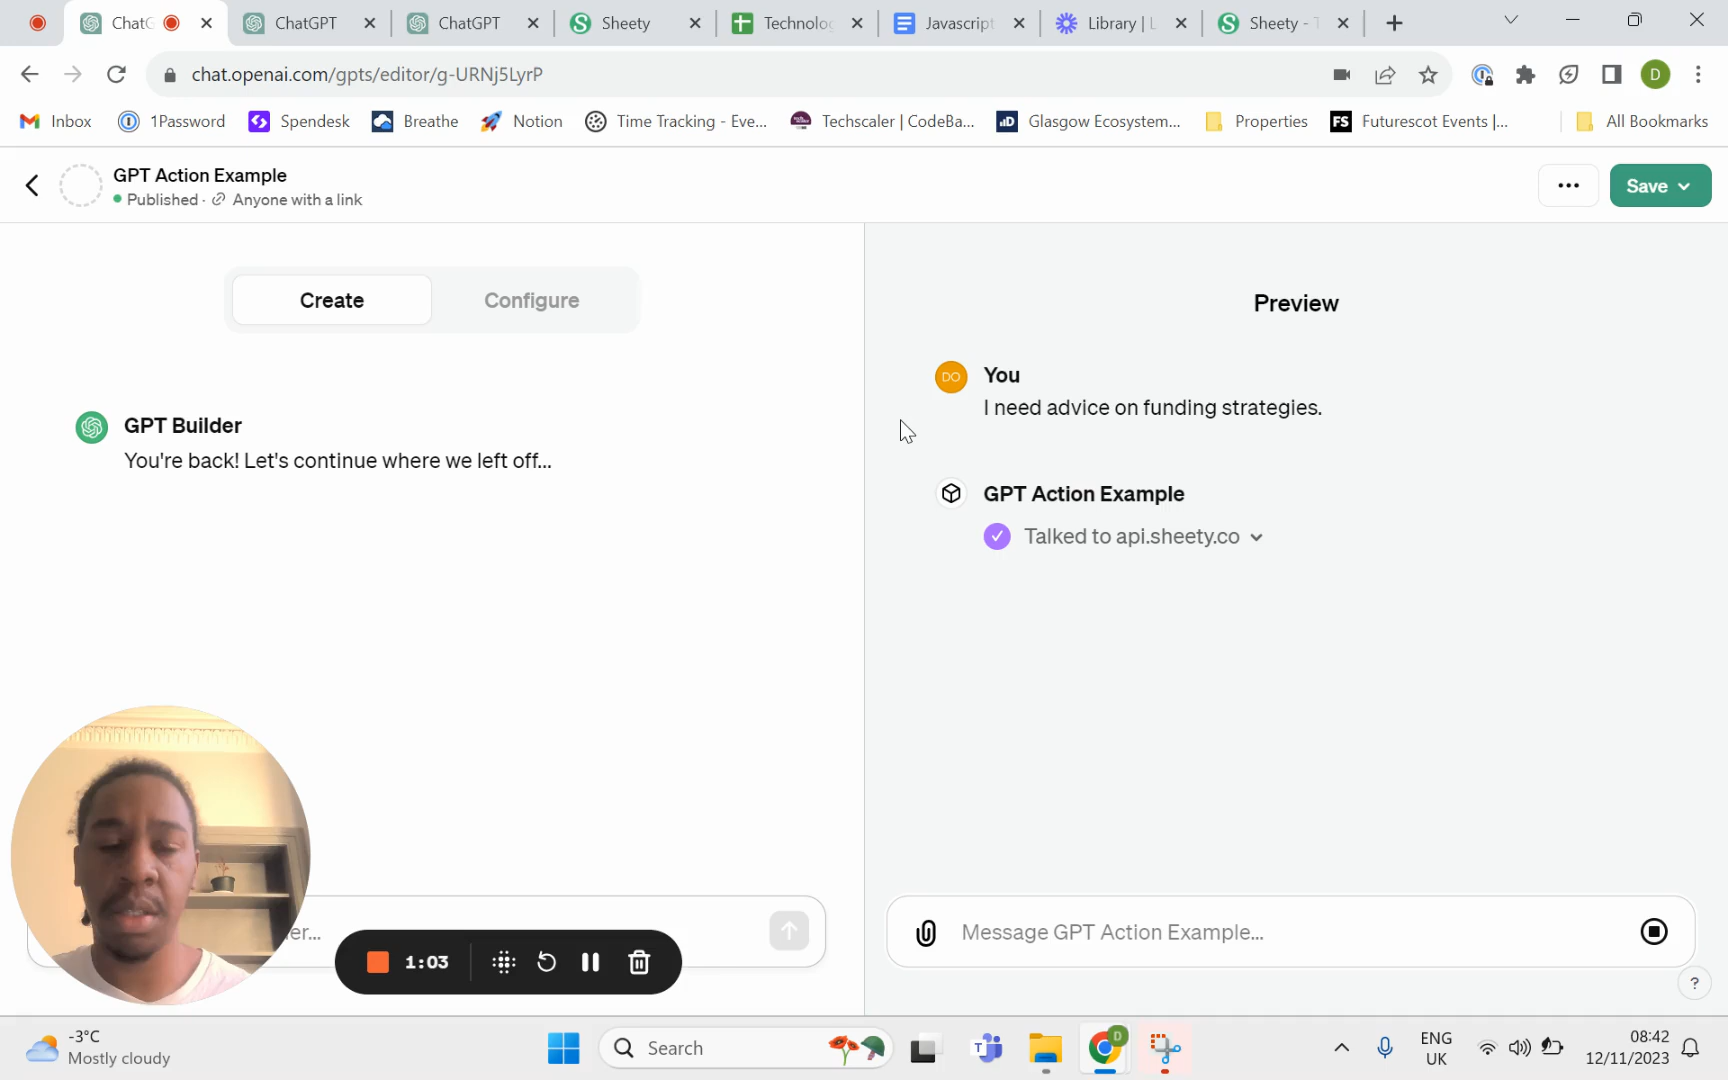 ChatG
ChatGPT
ChatGPT
Sheety
Technolog
Javascript
Library | L
Sheety - T
chat.openai.com/gpts/editor/g-URNj5LyrP
D
Inbox
1Password
Spendesk
Breathe
Notion
Time Tracking - Eve...
Techscaler | CodeBa...
Glasgow Ecosystem...
Properties
FS
Futurescot Events |...
All Bookmarks
GPT Action Example
Published · Anyone with a link
Save
Create
Configure
GPT Builder
You're back! Let's continue where we left off...
er...
1:03
Preview
DO
You
I need advice on funding strategies.
GPT Action Example
Talked to api.sheety.co
Message GPT Action Example...
?
-3°C
Mostly cloudy
Search
D
ENG
UK
08:42
12/11/2023